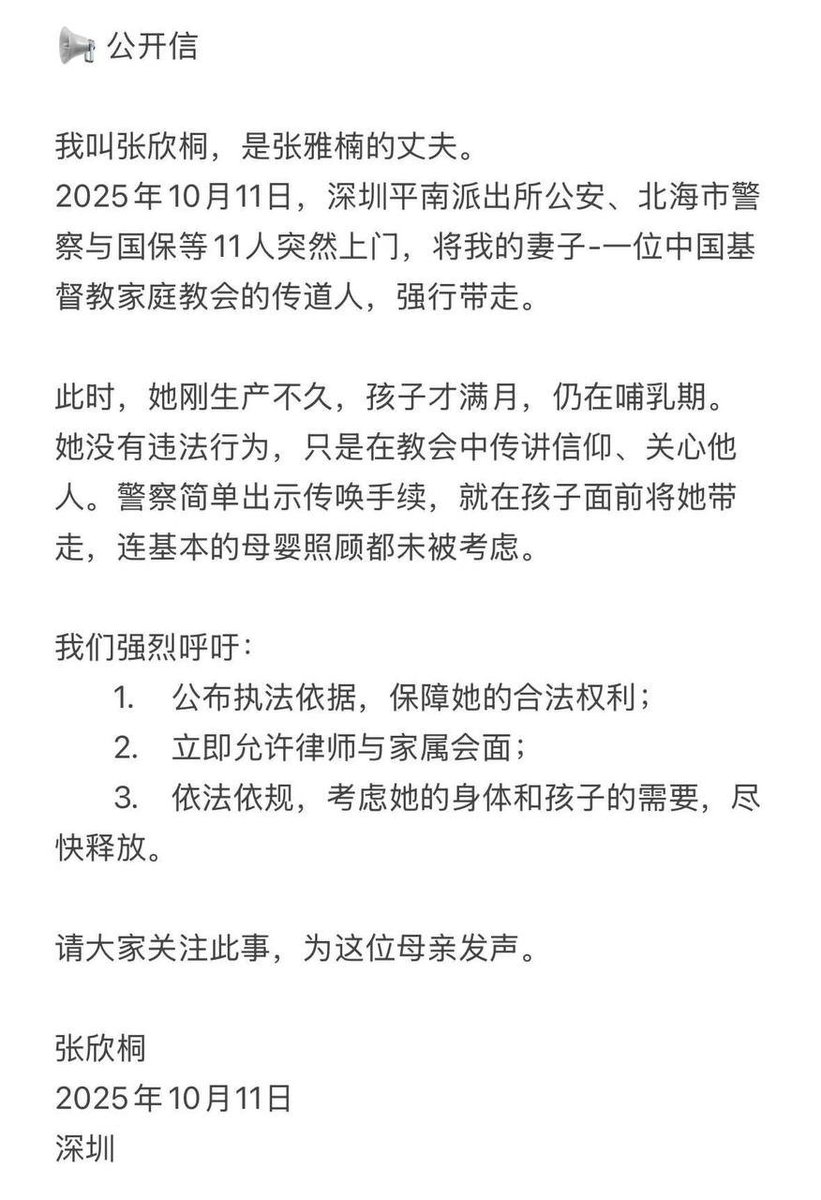 公开信
我叫张欣桐，是张雅楠的丈夫。
2025年10月11日，深圳平南派出所公安、北海市警
察与国保等11人突然上门，将我的妻子-一位中国基
督教家庭教会的传道人，强行带走。
此时，她刚生产不久，孩子才满月，仍在哺乳期。
她没有违法行为，只是在教会中传讲信仰、关心他
人。警察简单出示传唤手续，就在孩子面前将她带
走，连基本的母婴照顾都未被考虑。
我们强烈呼吁：
1. 公布执法依据，保障她的合法权利；
2. 立即允许律师与家属会面；
3. 依法依规，考虑她的身体和孩子的需要，尽
快释放。
请大家关注此事，为这位母亲发声。
张欣桐
2025年10月11日
深圳